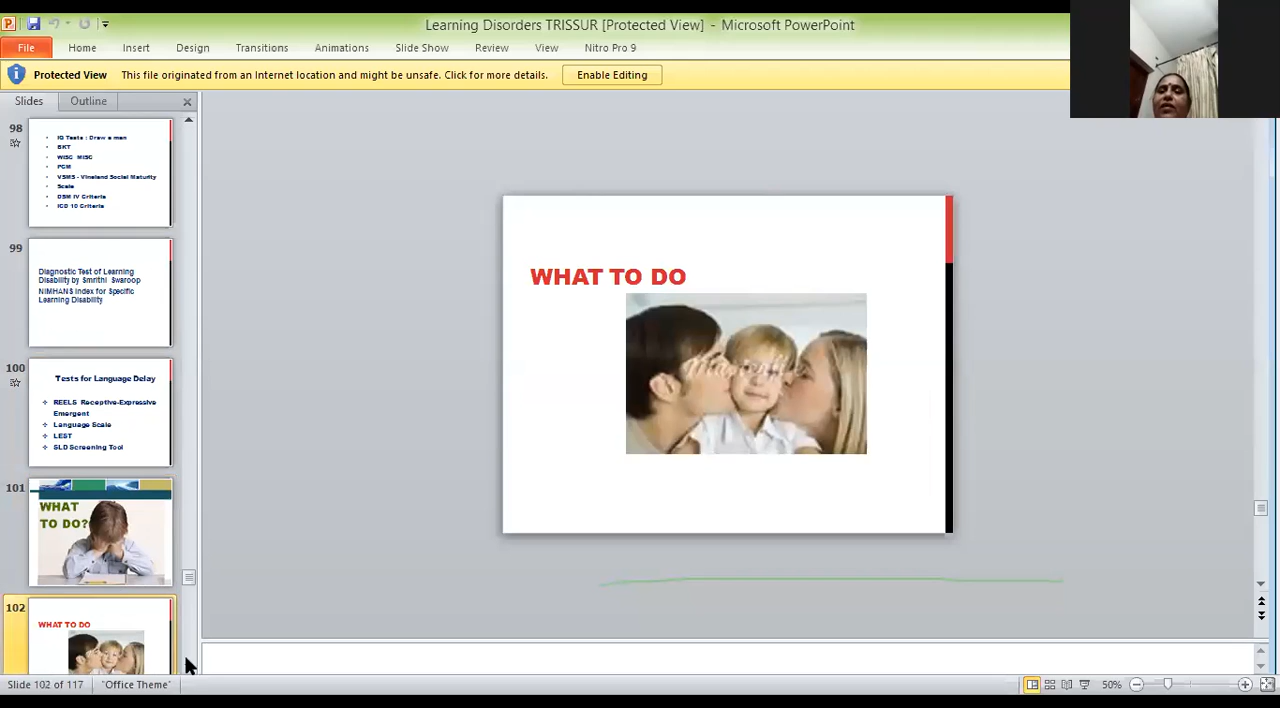 Learning Disorders TRISSUR [Protected View] - Microsoft PowerPoint
File Home Insert Design Transitions Animations Slide Show Review View Nitro Pro 9
Protected View This file originated from an Internet location and might be unsafe. Click for more details. Enable Editing
Slides Outline
98
IQ Tests : Draw a man
BKT
WISC MISC
PGM
VSMS - Vineland Social Maturity
Scale
DSM IV Criteria
ICD 10 Criteria
99
Diagnostic Test of Learning
Disability by Smrithi Swaroop
NIMHANS Index for Specific
Learning Disability
100
Tests for Language Delay
REELS Receptive-Expressive
Emergent
Language Scale
LEST
SLD Screening Tool
101
WHAT
TO DO?
102
WHAT TO DO
WHAT TO DO
Slide 102 of 117 "Office Theme" 50%